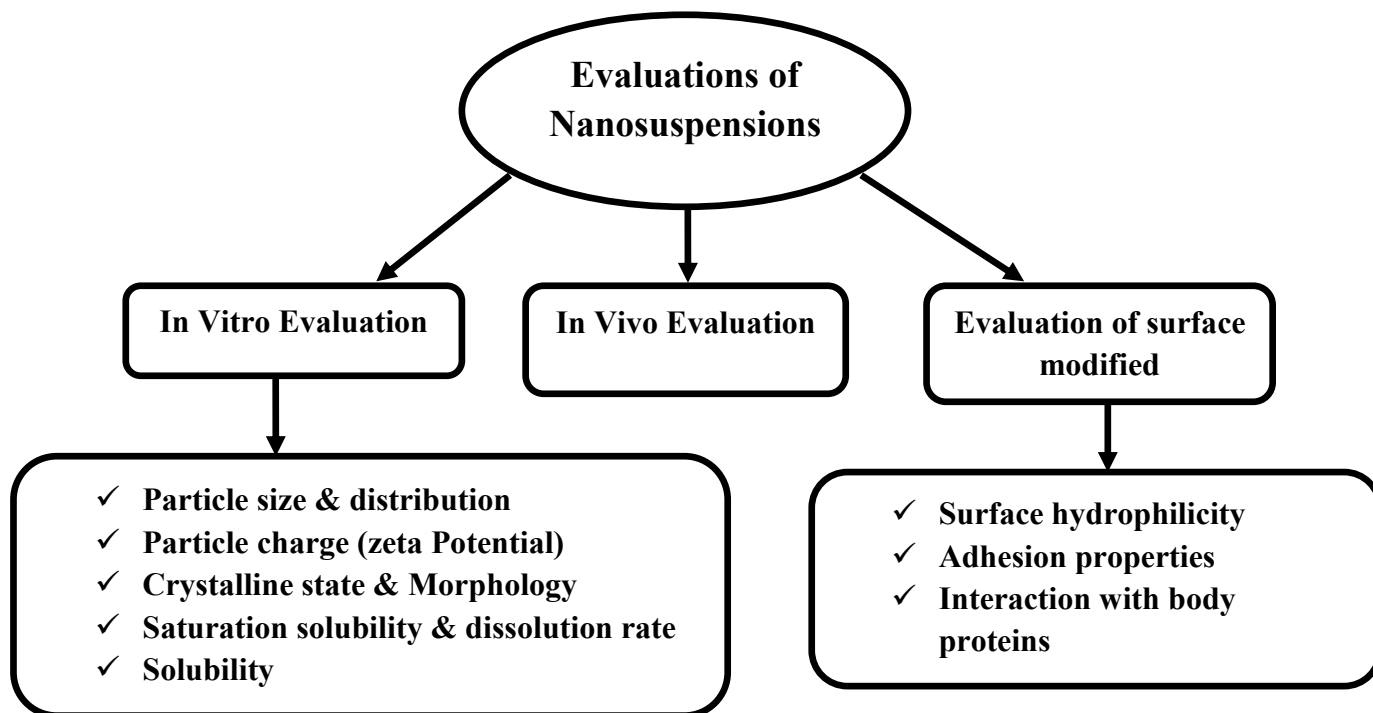 Evaluations of
Nanosuspensions
In Vitro Evaluation
In Vivo Evaluation
Evaluation of surface
modified
✓ Particle size & distribution
✓ Particle charge (zeta Potential)
✓ Crystalline state & Morphology
✓ Saturation solubility & dissolution rate
✓ Solubility
✓ Surface hydrophilicity
✓ Adhesion properties
✓ Interaction with body
proteins